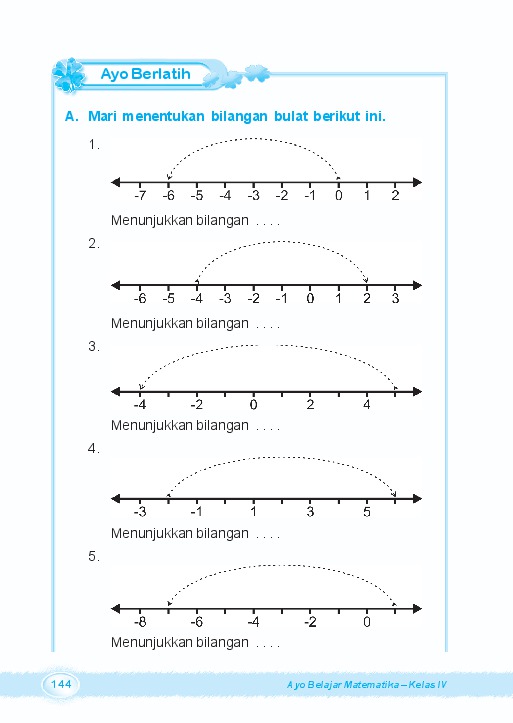 Ayo Berlatih
A. Mari menentukan bilangan bulat berikut ini.
1.
-7 -6 -5 -4 -3 -2 -1 0 1 2
Menunjukkan bilangan . . . .
2.
-6 -5 -4 -3 -2 -1 0 1 2 3
Menunjukkan bilangan . . . .
3.
-4 -2 0 2 4
Menunjukkan bilangan . . . .
4.
-3 -1 1 3 5
Menunjukkan bilangan . . . .
5.
-8 -6 -4 -2 0
Menunjukkan bilangan . . . .
144 Ayo Belajar Matematika – Kelas IV